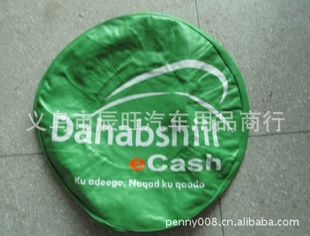 Dahabshiil
义乌市辰旺汽车用品商行
eCash
Ku adeego, Naqad ku qaado
penny008.cn.alibaba.com